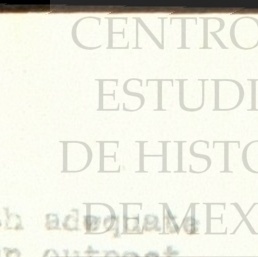 CENTRO
ESTUDI
DE HISTO
DE MEX
h adequate